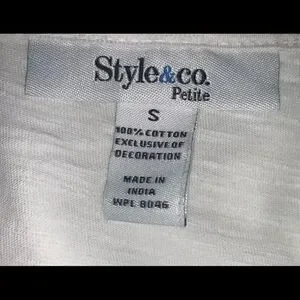 Style&co.
Petite
S
100% COTTON
EXCLUSIVE OF
DECORATION
MADE IN
INDIA
WPL 8046